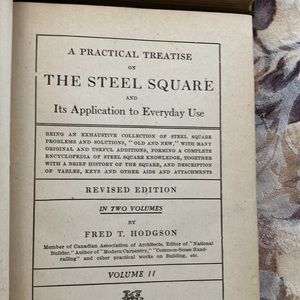 A PRACTICAL TREATISE
ON
THE STEEL SQUARE
AND
Its Application to Everyday Use
BEING AN EXHAUSTIVE COLLECTION OF STEEL SQUARE
PROBLEMS AND SOLUTIONS, "OLD AND NEW," WITH MANY
ORIGINAL AND USEFUL ADDITIONS, FORMING A COMPLETE
ENCYCLOPEDIA OF STEEL SQUARE KNOWLEDGE, TOGETHER
WITH A BRIEF HISTORY OF THE SQUARE, AND DESCRIPTION
OF TABLES, KEYS AND OTHER AIDS AND ATTACHMENTS
REVISED EDITION
IN TWO VOLUMES
BY
FRED T. HODGSON
Member of Canadian Association of Architects, Editor of "National
Builder," Author of "Modern Carpentry," "Common-Sense Hand-
railing" and other practical works on Building, etc.
VOLUME II